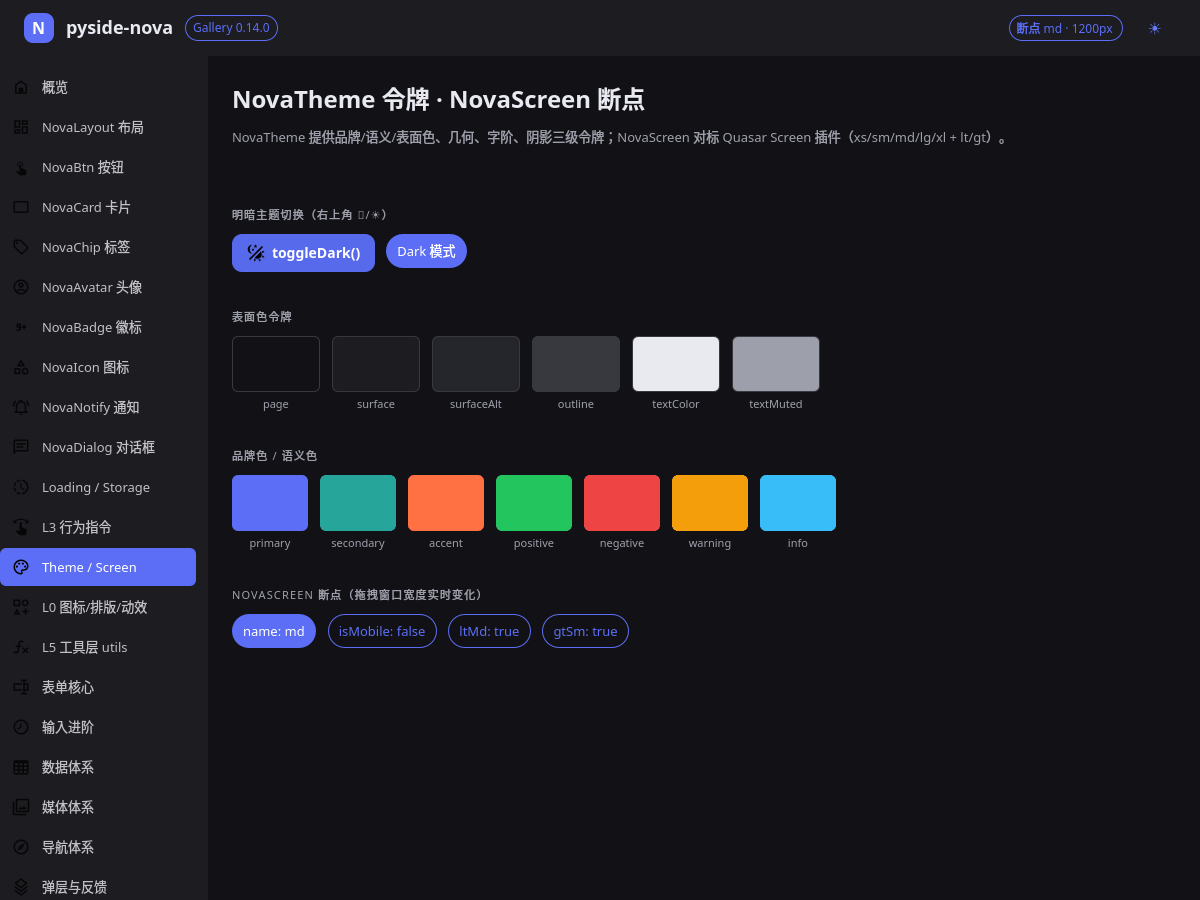 N pyside-nova Gallery 0.14.0 断点 md · 1200px ☀
概览
NovaLayout 布局
NovaBtn 按钮
NovaCard 卡片
NovaChip 标签
NovaAvatar 头像
9+ NovaBadge 徽标
NovaIcon 图标
NovaNotify 通知
NovaDialog 对话框
Loading / Storage
L3 行为指令
Theme / Screen
L0 图标/排版/动效
L5 工具层 utils
表单核心
输入进阶
数据体系
媒体体系
导航体系
弹层与反馈
NovaTheme 令牌 · NovaScreen 断点
NovaTheme 提供品牌/语义/表面色、几何、字阶、阴影三级令牌；NovaScreen 对标 Quasar Screen 插件（xs/sm/md/lg/xl + lt/gt）。
明暗主题切换（右上角 ▯/☀）
toggleDark() Dark 模式
表面色令牌
page surface surfaceAlt outline textColor textMuted
品牌色 / 语义色
primary secondary accent positive negative warning info
NOVASCREEN 断点（拖拽窗口宽度实时变化）
name: md isMobile: false ltMd: true gtSm: true